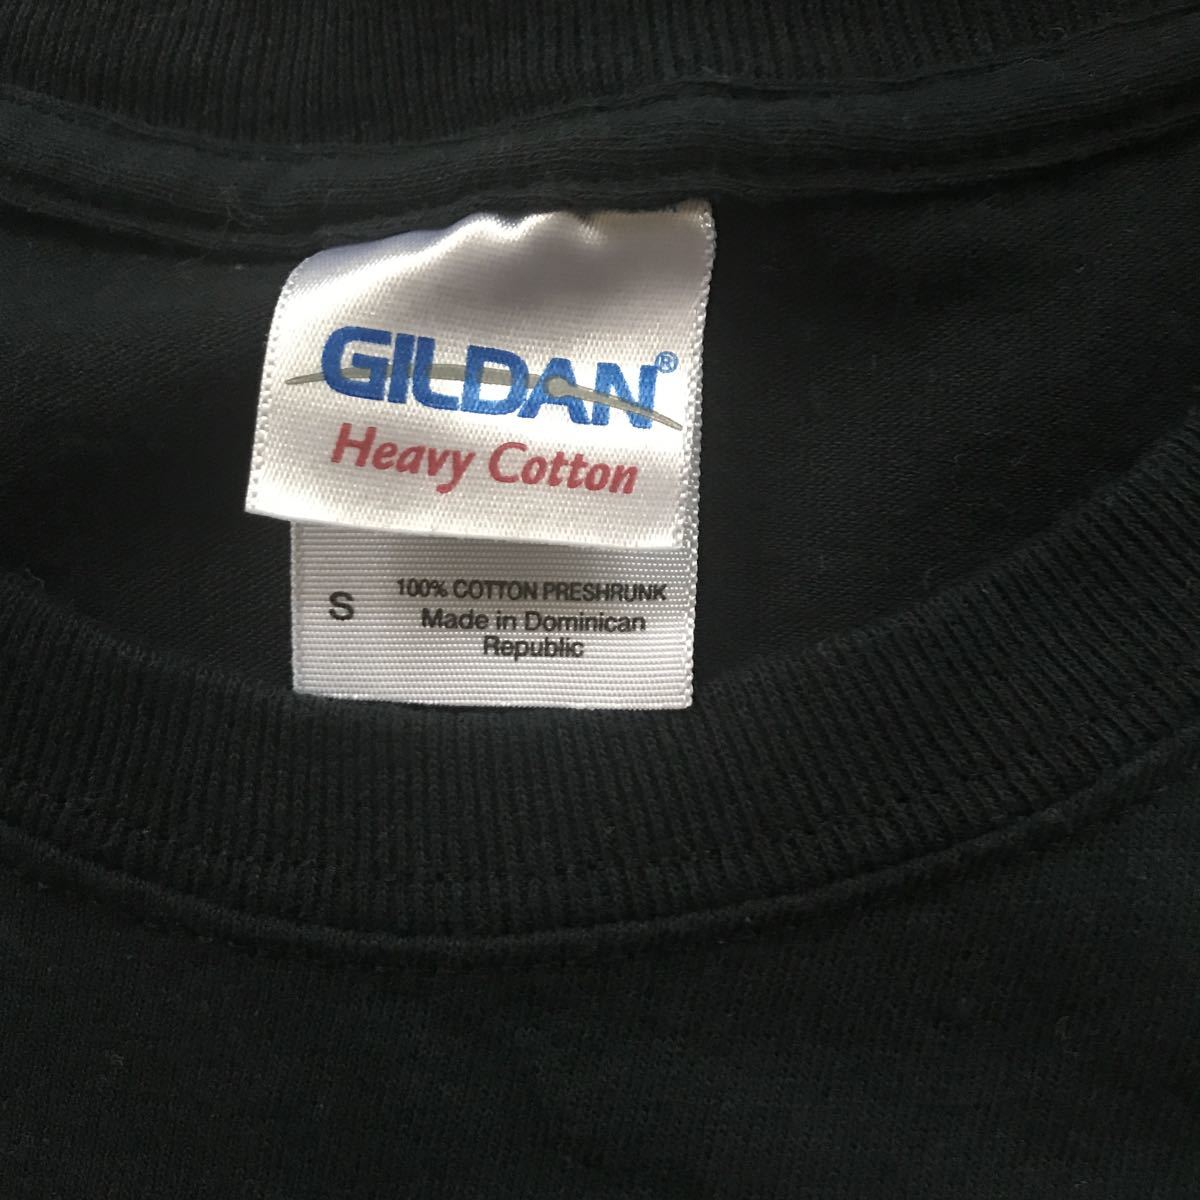 GILDAN®
Heavy Cotton
S
100% COTTON PRESHRUNK
Made in Dominican
Republic